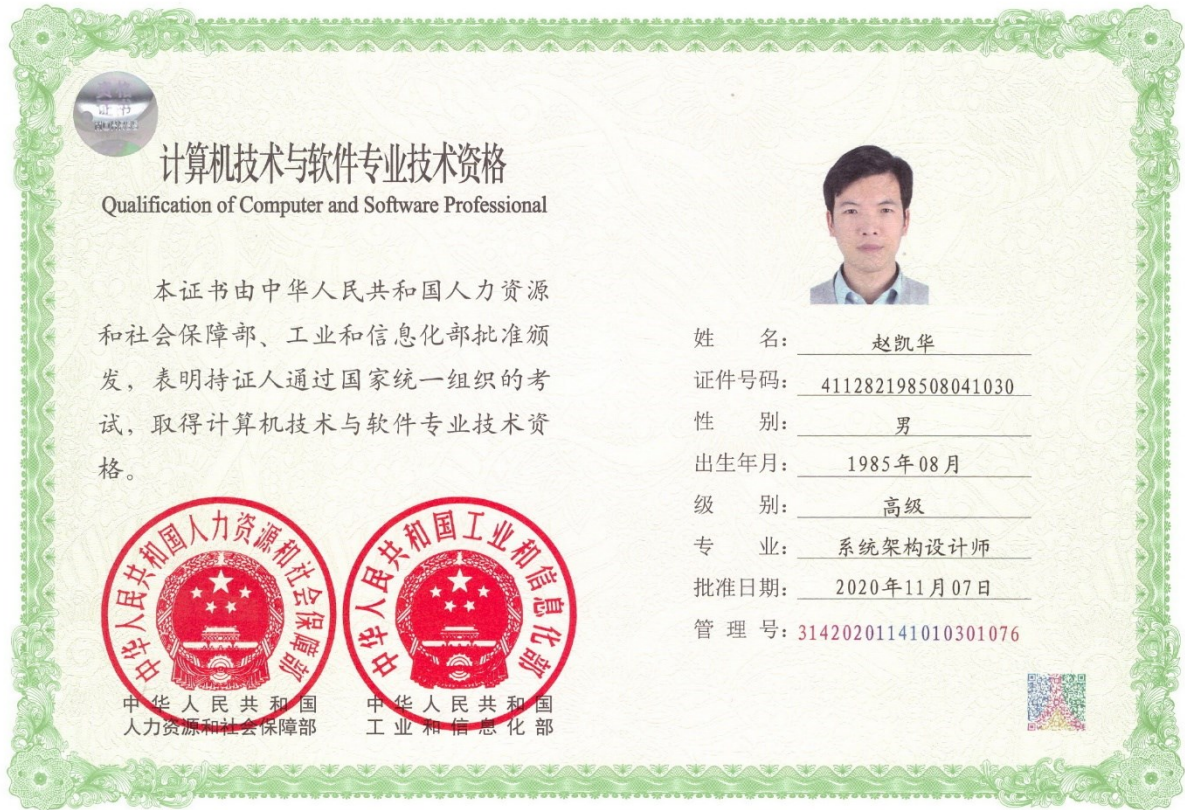 资格
证书
计算机技术与软件专业技术资格
Qualification of Computer and Software Professional
本证书由中华人民共和国人力资源
和社会保障部、工业和信息化部批准颁
发，表明持证人通过国家统一组织的考
试，取得计算机技术与软件专业技术资
格。
中华人民共和国人力资源和社会保障部
中华人民共和国工业和信息化部
中华人民共和国
人力资源和社会保障部
中华人民共和国
工业和信息化部
姓名：赵凯华
证件号码：411282198508041030
性别：男
出生年月：1985年08月
级别：高级
专业：系统架构设计师
批准日期：2020年11月07日
管理号：31420201141010301076